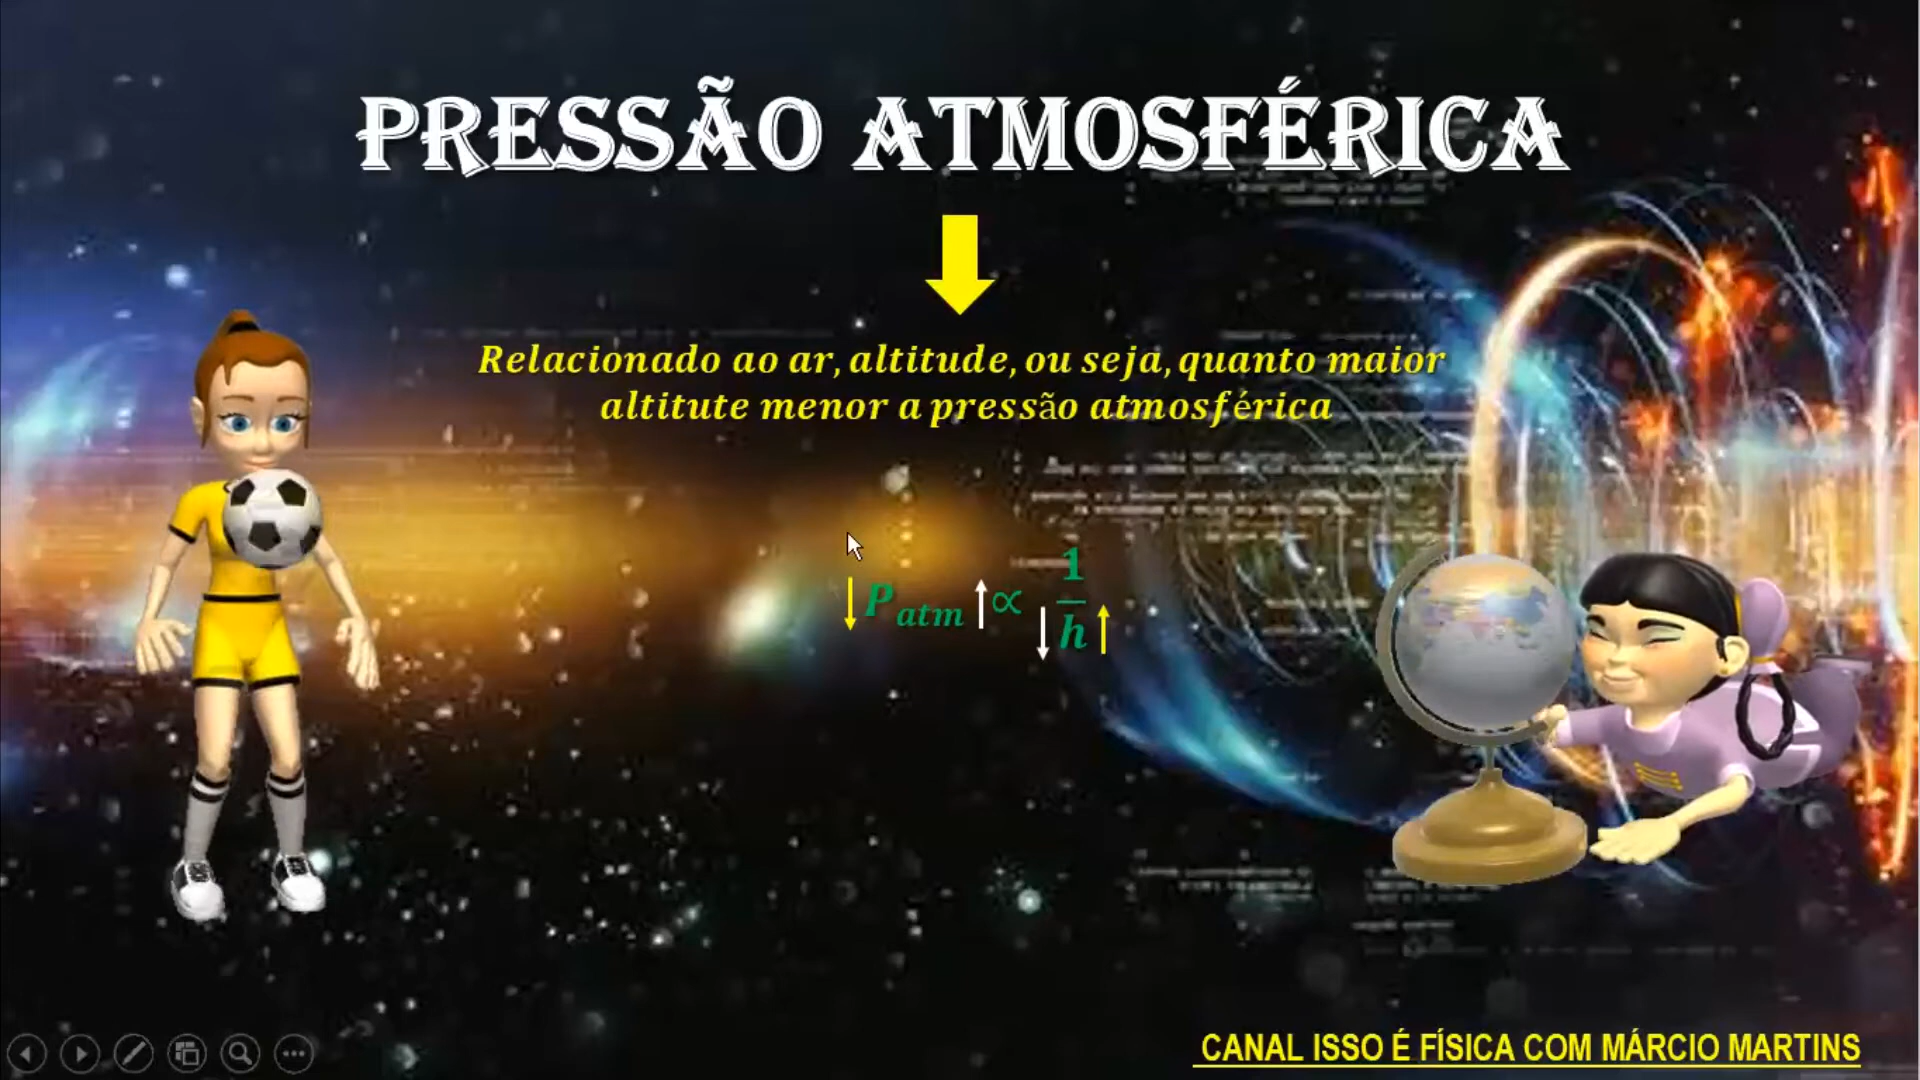 PRESSÃO ATMOSFÉRICA
Relacionado ao ar, altitude, ou seja, quanto maior
altitute menor a pressão atmosférica
↓ P atm ↑ ∝ 1 / ↓ h ↑
CANAL ISSO É FÍSICA COM MÁRCIO MARTINS